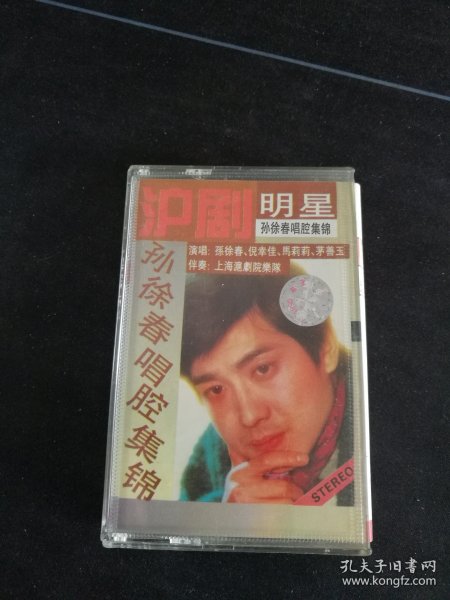 沪剧
明星
孙徐春唱腔集锦
演唱:孫徐春、倪幸佳、馬莉莉、茅善玉
伴奏:上海滬劇院樂隊
孙徐春唱腔集锦
STEREO
孔夫子旧书网
www.kongfz.com